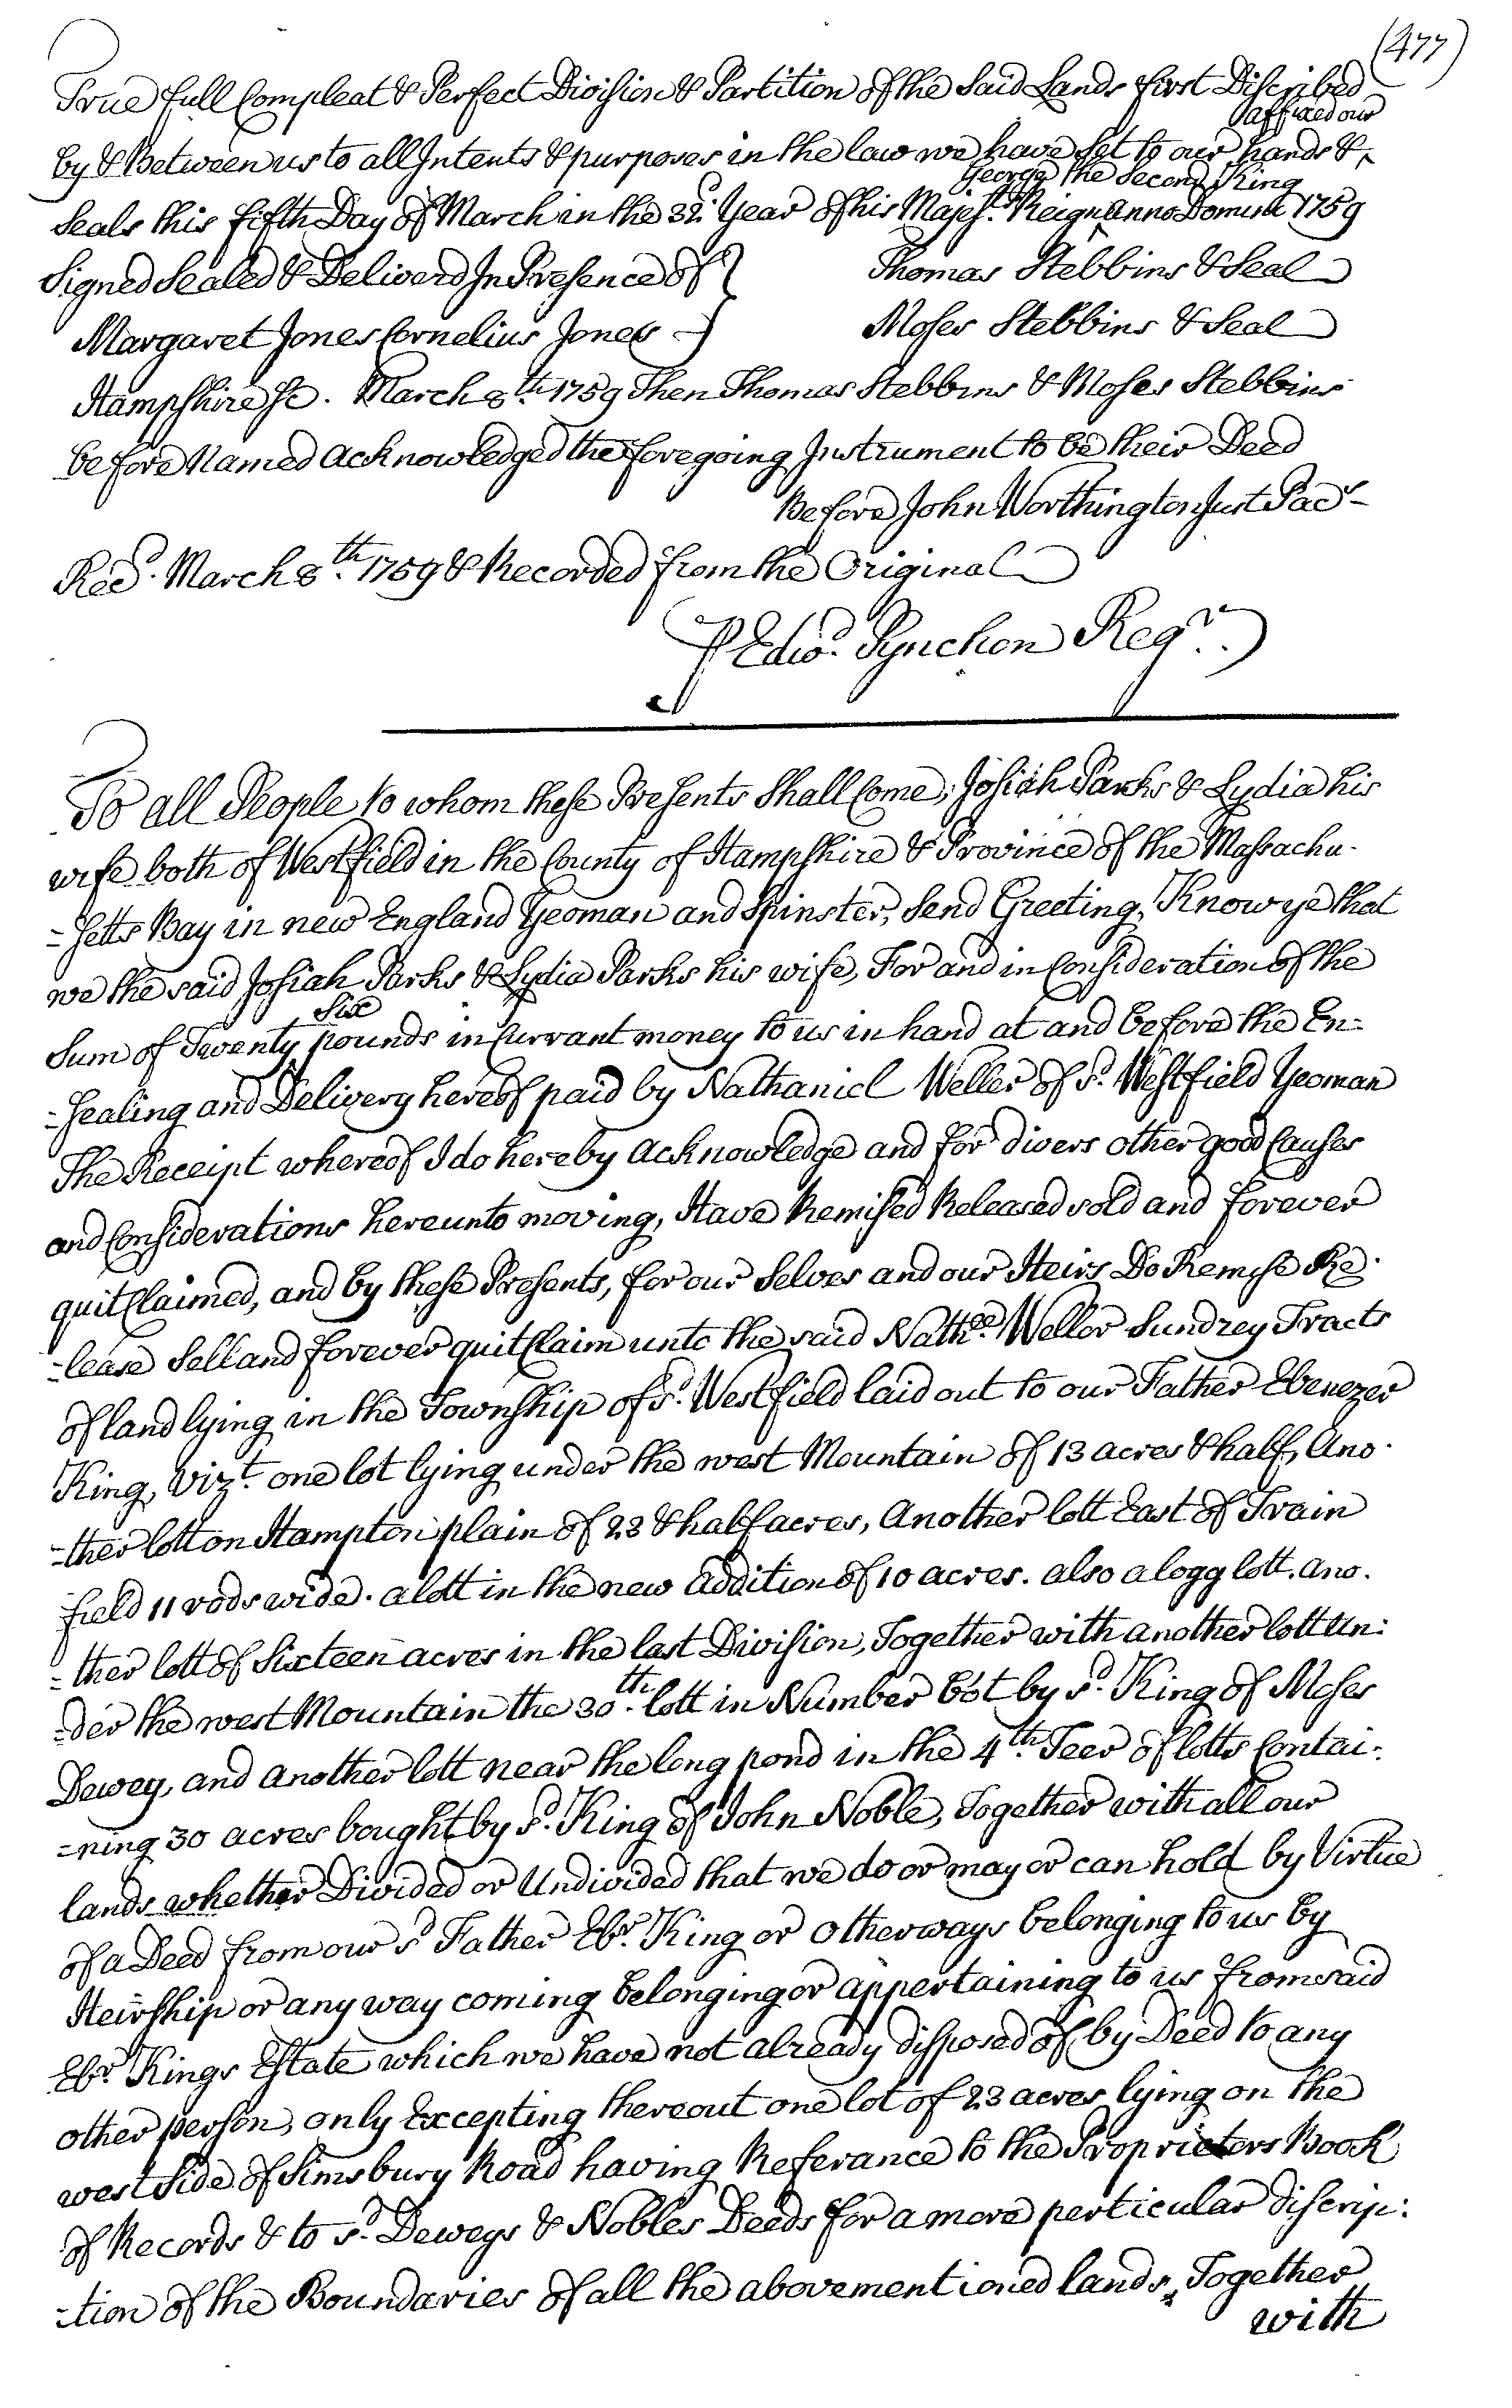 (477)
True full Compleat & Perfect Division & Partition of the Said Lands first Discribed
affixed our
by & Between us to all Intents & purposes in the law we have set to our hands & ‸
George the Second King
Seals this fifth Day of March in the 32d. Year of his Majest.s Reign ‸ Anno Domini 1759
Signed Sealed & Deliverd In Presence of } Thomas Stebbins & Seal
Margaret Jones Cornelius Jones } Moses Stebbins & Seal
Hampshire Sc. March 8th. 1759 Then Thomas Stebbins & Moses Stebbins
before Named Acknowledged the foregoing Instrument to be their Deed
Before John Worthington Just Pacs
Recd. March 8th. 1759 & Recorded from the Original
P Edwd. Pynchon Regr.
To all People to whom these Presents Shall Come, Josiah Parks & Lydia his
wife both of Westfield in the County of Hampshire & Province of the Massachu-
=setts Bay in new England Yeoman and Spinster, Send Greeting, Know ye that
we the said Josiah Parks & Lydia Parks his wife, For and in Consideration of the
Six
Sum of Twenty ‸ pounds in Currant money to us in hand at and before the En=
=sealing and Delivery hereof paid by Nathaniel Weller of sd. Westfield Yeoman
The Receipt whereof I do hereby acknowledge and for divers other good Causes
and Considerations hereunto moving, Have Remised Released sold and forever
quitClaimed, and by these Presents, for our Selves and our Heirs Do Remise Re-
=lease Sell and forever quitClaim unto the said Nathll. Weller Sundrey Tracts
of land lying in the Township of sd. Westfield laid out to our Father Ebenezer
King, Vizt. one lot lying under the west Mountain of 13 acres & half, Ano-
=ther lott on Hampton plain of 23 & half acres, Another lott East of Train
field 11 rods wide. a lott in the new addition of 10 acres. also a logg lott. ano.
=ther lott of Sixteen acres in the last Division, Together with another lott un:
=der the west Mountain the 30th. lott in Number bot by sd. King of Moses
Dewey, and another lott near the long pond in the 4th. Teer of lotts Contai:
=ning 30 acres bought by sd. King of John Noble, Together with all our
lands whether Divided or Undivided that we do or may or can hold by Virtue
of a Deed from our sd Father Ebr. King or otherways belonging to us by
Heirship or any way coming belonging or appertaining to us from said
Ebr. Kings Estate which we have not already disposed of by Deed to any
other person, only Excepting thereout one lot of 23 acres lying on the
west Side of Simsbury Road having Referance to the Proprieters Book
of Records & to sd. Deweys & Nobles Deeds for a more perticular discrip:
=tion of the Boundaries of all the abovementioned lands, Together
with